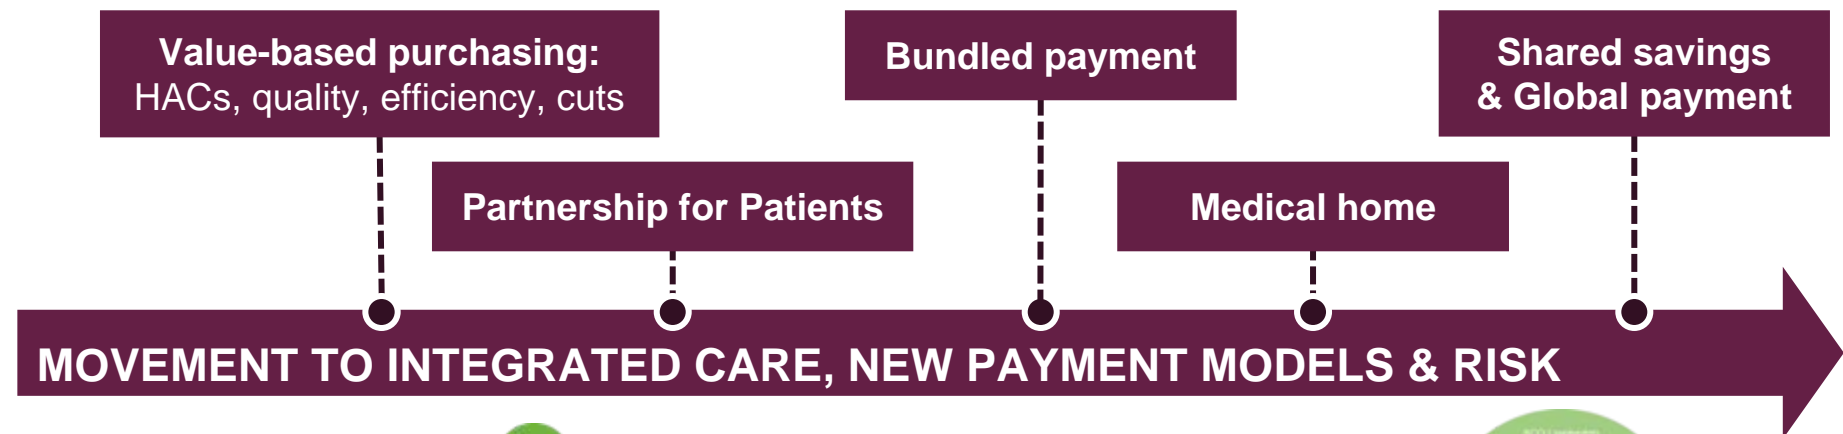 Value-based purchasing:
HACs, quality, efficiency, cuts
Partnership for Patients
Bundled payment
Medical home
Shared savings
& Global payment
MOVEMENT TO INTEGRATED CARE, NEW PAYMENT MODELS & RISK